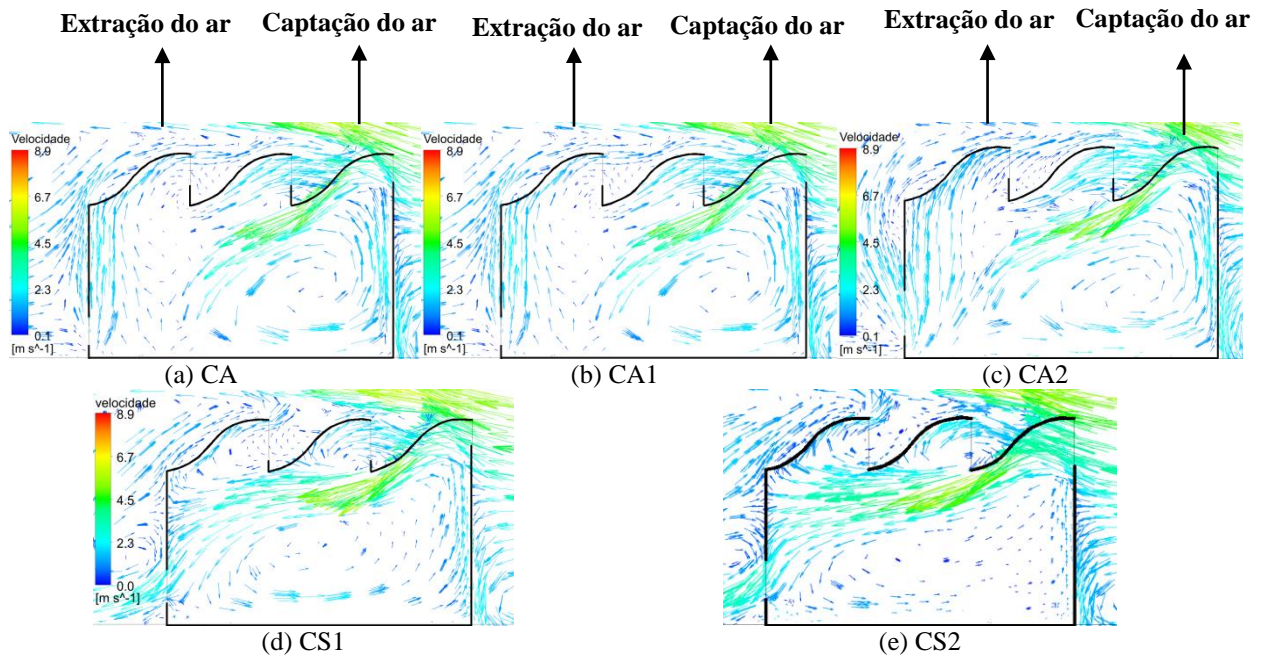 Extração do ar
Captação do ar
Extração do ar
Captação do ar
Extração do ar
Captação do ar
Velocidade
8.9
6.7
4.5
2.3
0.1
[m s^-1]
Velocidade
8.9
6.7
4.5
2.3
0.1
[m s^-1]
Velocidade
8.9
6.7
4.5
2.3
0.1
[m s^-1]
(a) CA
(b) CA1
(c) CA2
velocidade
8.9
6.7
4.5
2.3
0.0
[m s^-1]
(d) CS1
(e) CS2